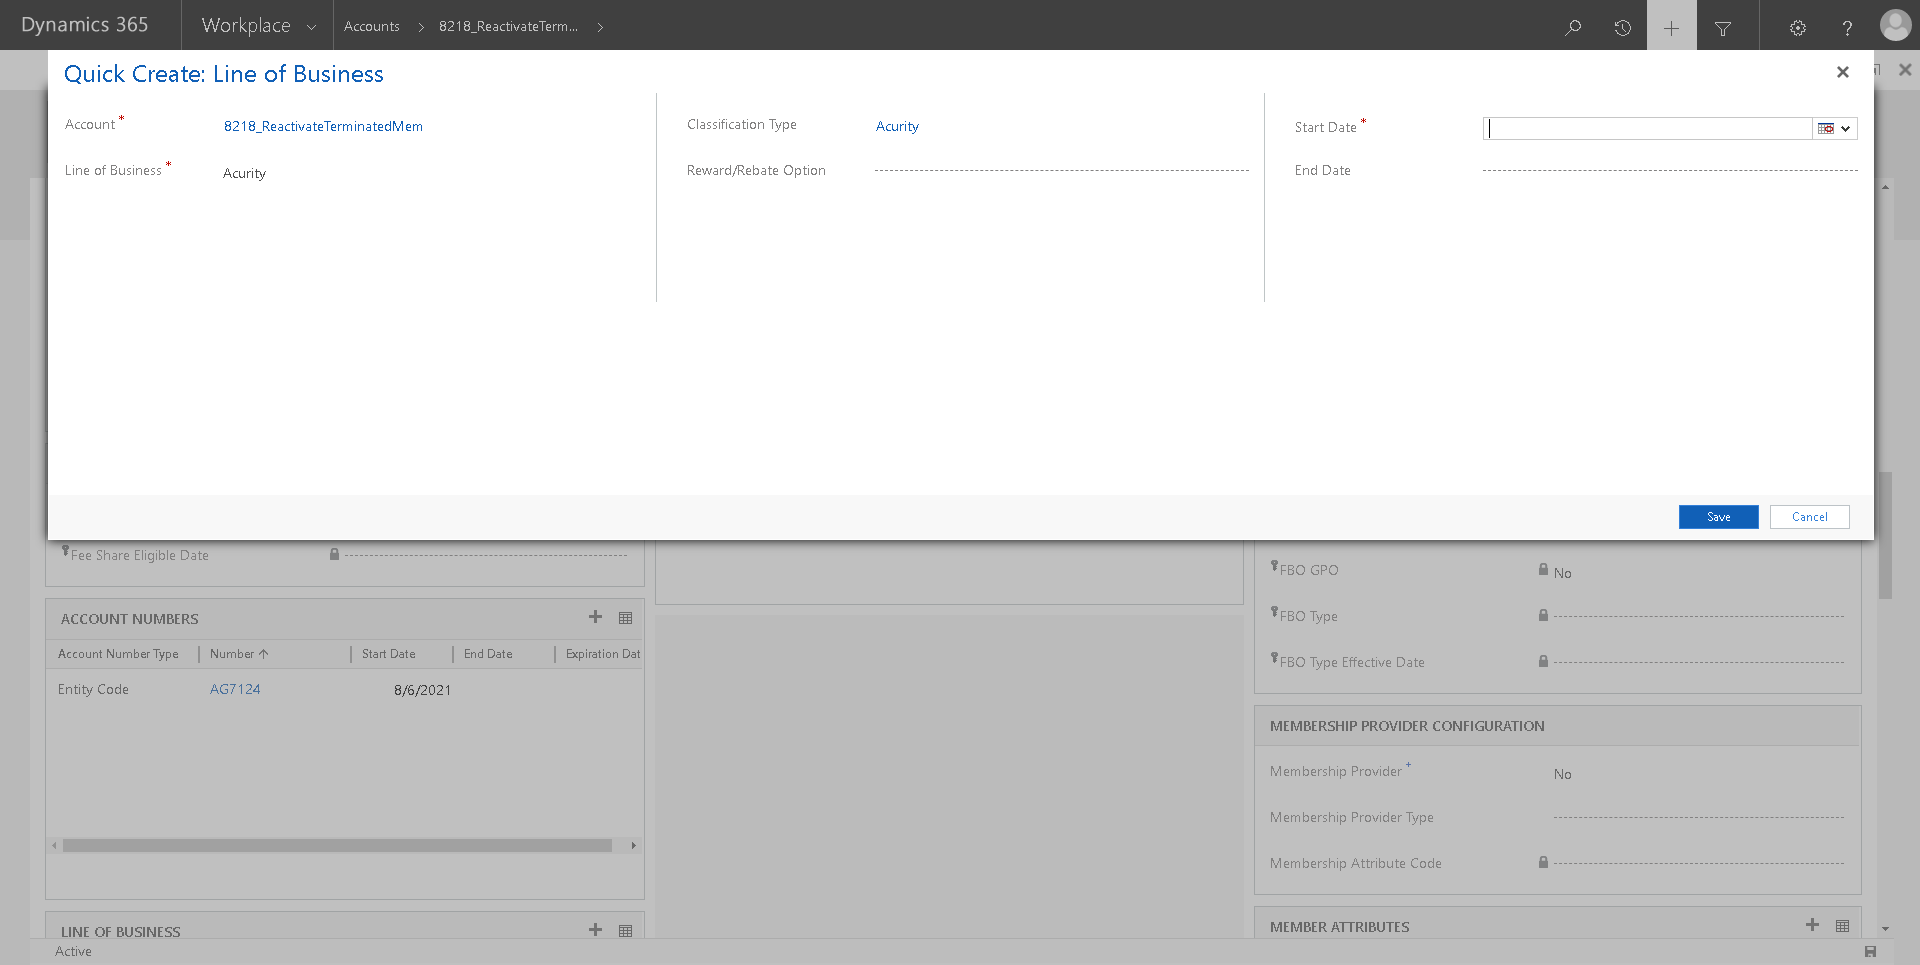 Dynamics 365
Workplace
Accounts
8218_ReactivateTerm...
Quick Create: Line of Business
Account *
8218_ReactivateTerminatedMem
Line of Business *
Acurity
Classification Type
Acurity
Reward/Rebate Option
Start Date *
End Date
Save
Cancel
Fee Share Eligible Date
ACCOUNT NUMBERS
Account Number Type
Number
Start Date
End Date
Expiration Dat
Entity Code
AG7124
8/6/2021
LINE OF BUSINESS
FBO GPO
No
FBO Type
FBO Type Effective Date
MEMBERSHIP PROVIDER CONFIGURATION
Membership Provider +
No
Membership Provider Type
Membership Attribute Code
MEMBER ATTRIBUTES
Active